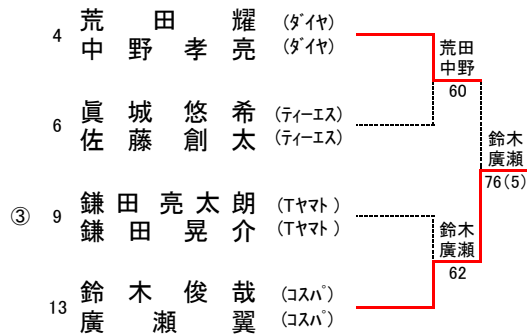 4 荒田 耀 (ダイヤ)
中野孝亮 (ダイヤ)
荒田
中野
60
6 眞城悠希 (ティーエス)
佐藤創太 (ティーエス)
鈴木
廣瀬
76(5)
③ 9 鎌田亮太朗 (Tヤマト)
鎌田晃介 (Tヤマト)
鈴木
廣瀬
62
13 鈴木俊哉 (コスパ)
廣瀬翼 (コスパ)